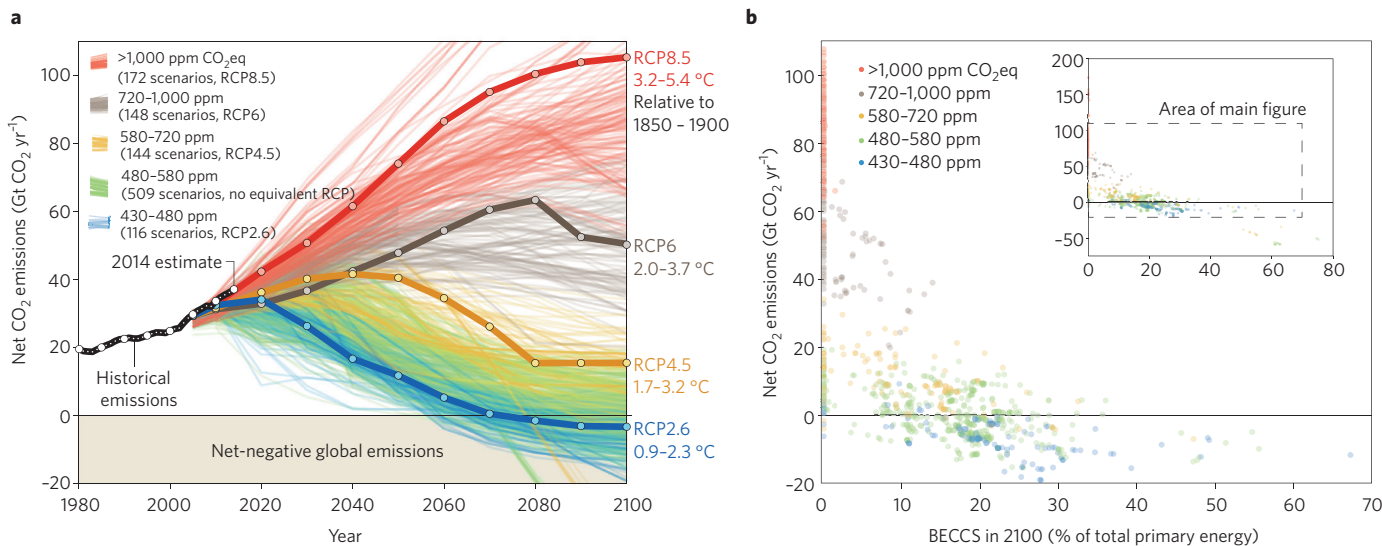 a
Net CO2 emissions (Gt CO2 yr−1)
100
80
60
40
20
0
−20
1980
2000
2020
2040
2060
2080
2100
Year
>1,000 ppm CO2eq
(172 scenarios, RCP8.5)
720–1,000 ppm
(148 scenarios, RCP6)
580–720 ppm
(144 scenarios, RCP4.5)
480–580 ppm
(509 scenarios, no equivalent RCP)
430–480 ppm
(116 scenarios, RCP2.6)
2014 estimate
Historical
emissions
Net-negative global emissions
RCP8.5
3.2–5.4 °C
Relative to
1850 – 1900
RCP6
2.0–3.7 °C
RCP4.5
1.7–3.2 °C
RCP2.6
0.9–2.3 °C
b
Net CO2 emissions (Gt CO2 yr−1)
100
80
60
40
20
0
−20
0
10
20
30
40
50
60
70
BECCS in 2100 (% of total primary energy)
>1,000 ppm CO2eq
720–1,000 ppm
580–720 ppm
480–580 ppm
430–480 ppm
200
150
100
50
0
−50
0
20
40
60
80
Area of main figure